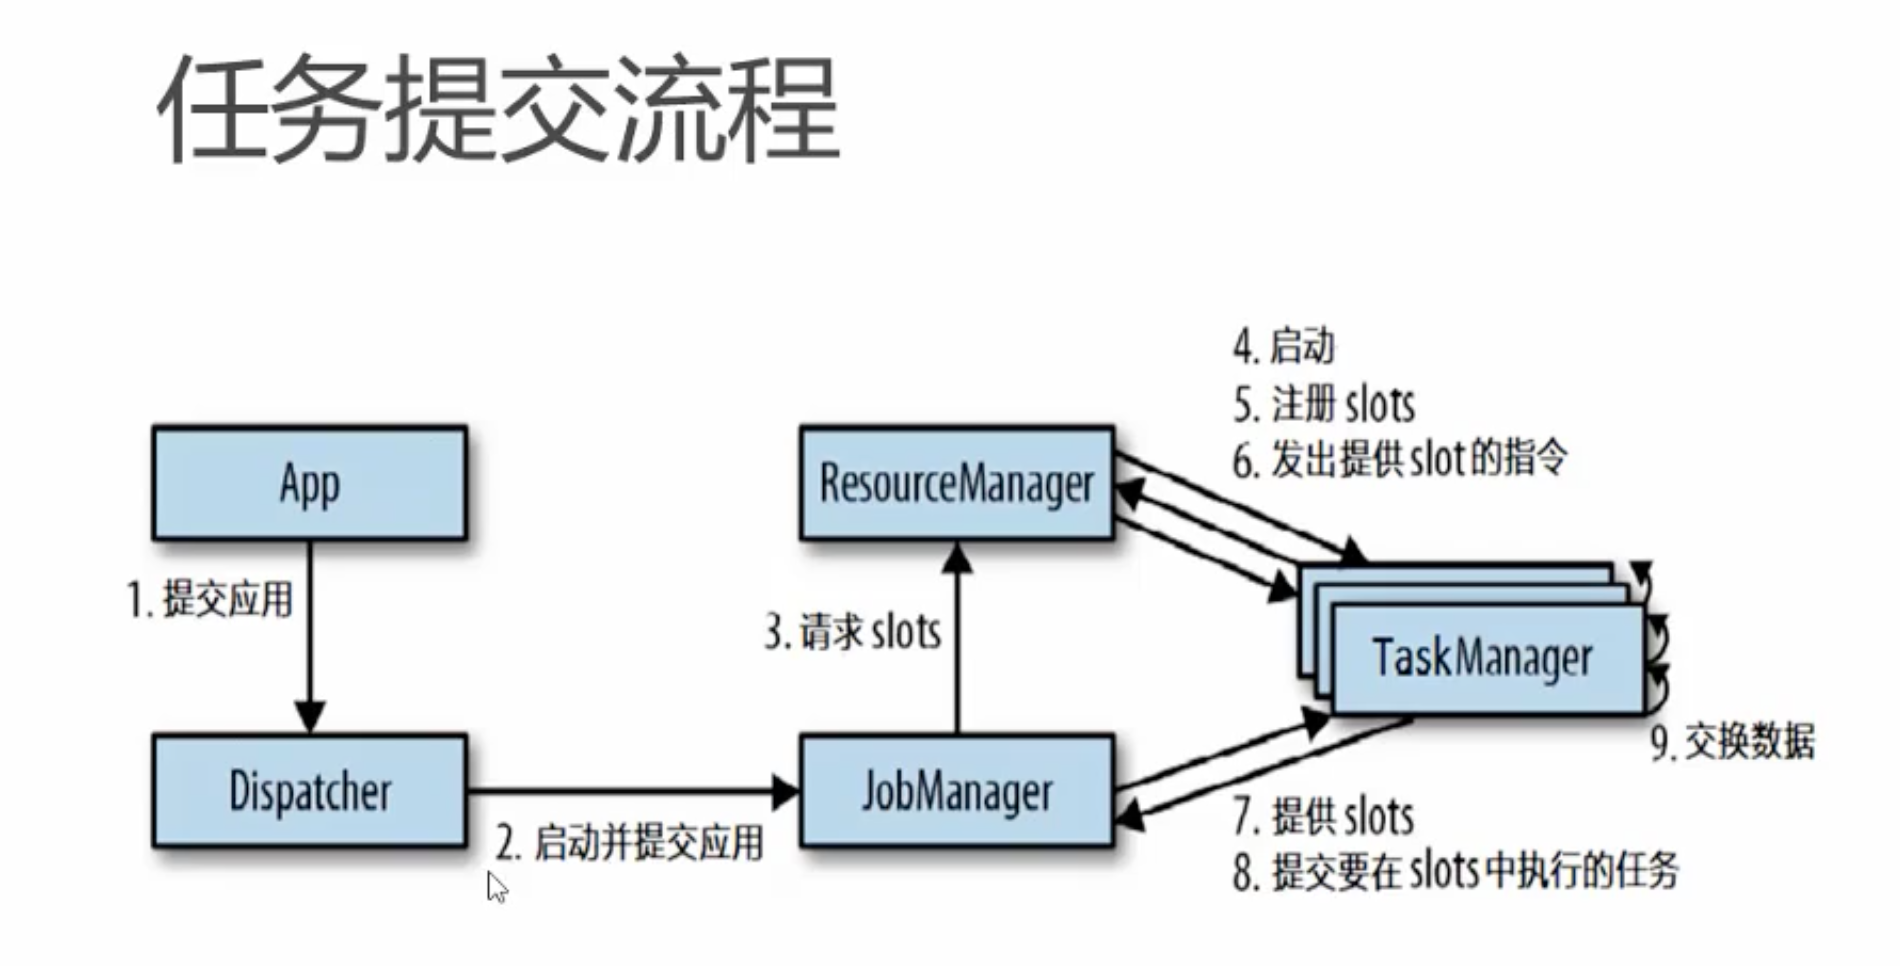 任务提交流程
4. 启动
5. 注册 slots
6. 发出提供 slot 的指令
App
ResourceManager
1. 提交应用
3. 请求 slots
TaskManager
9. 交换数据
Dispatcher
JobManager
2. 启动并提交应用
7. 提供 slots
8. 提交要在 slots 中执行的任务